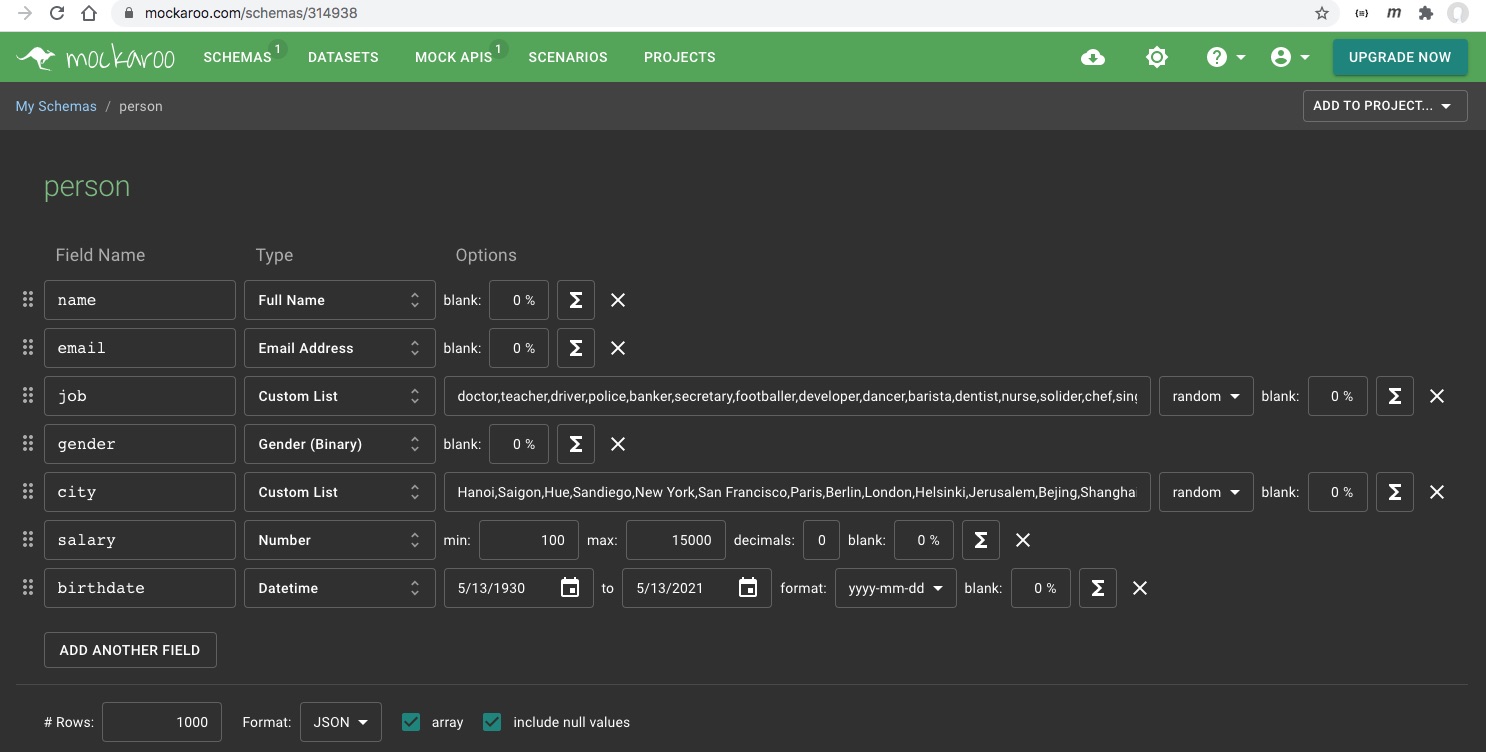 mockaroo.com/schemas/314938
m
mockaroo SCHEMAS 1 DATASETS MOCK APIS 1 SCENARIOS PROJECTS ? UPGRADE NOW
My Schemas / person ADD TO PROJECT...
person
Field Name Type Options
name Full Name blank: 0 % Σ
email Email Address blank: 0 % Σ
job Custom List doctor,teacher,driver,police,banker,secretary,footballer,developer,dancer,barista,dentist,nurse,solider,chef,sing random blank: 0 % Σ
gender Gender (Binary) blank: 0 % Σ
city Custom List Hanoi,Saigon,Hue,Sandiego,New York,San Francisco,Paris,Berlin,London,Helsinki,Jerusalem,Bejing,Shanghai random blank: 0 % Σ
salary Number min: 100 max: 15000 decimals: 0 blank: 0 % Σ
birthdate Datetime 5/13/1930 to 5/13/2021 format: yyyy-mm-dd blank: 0 % Σ
ADD ANOTHER FIELD
# Rows: 1000 Format: JSON array include null values